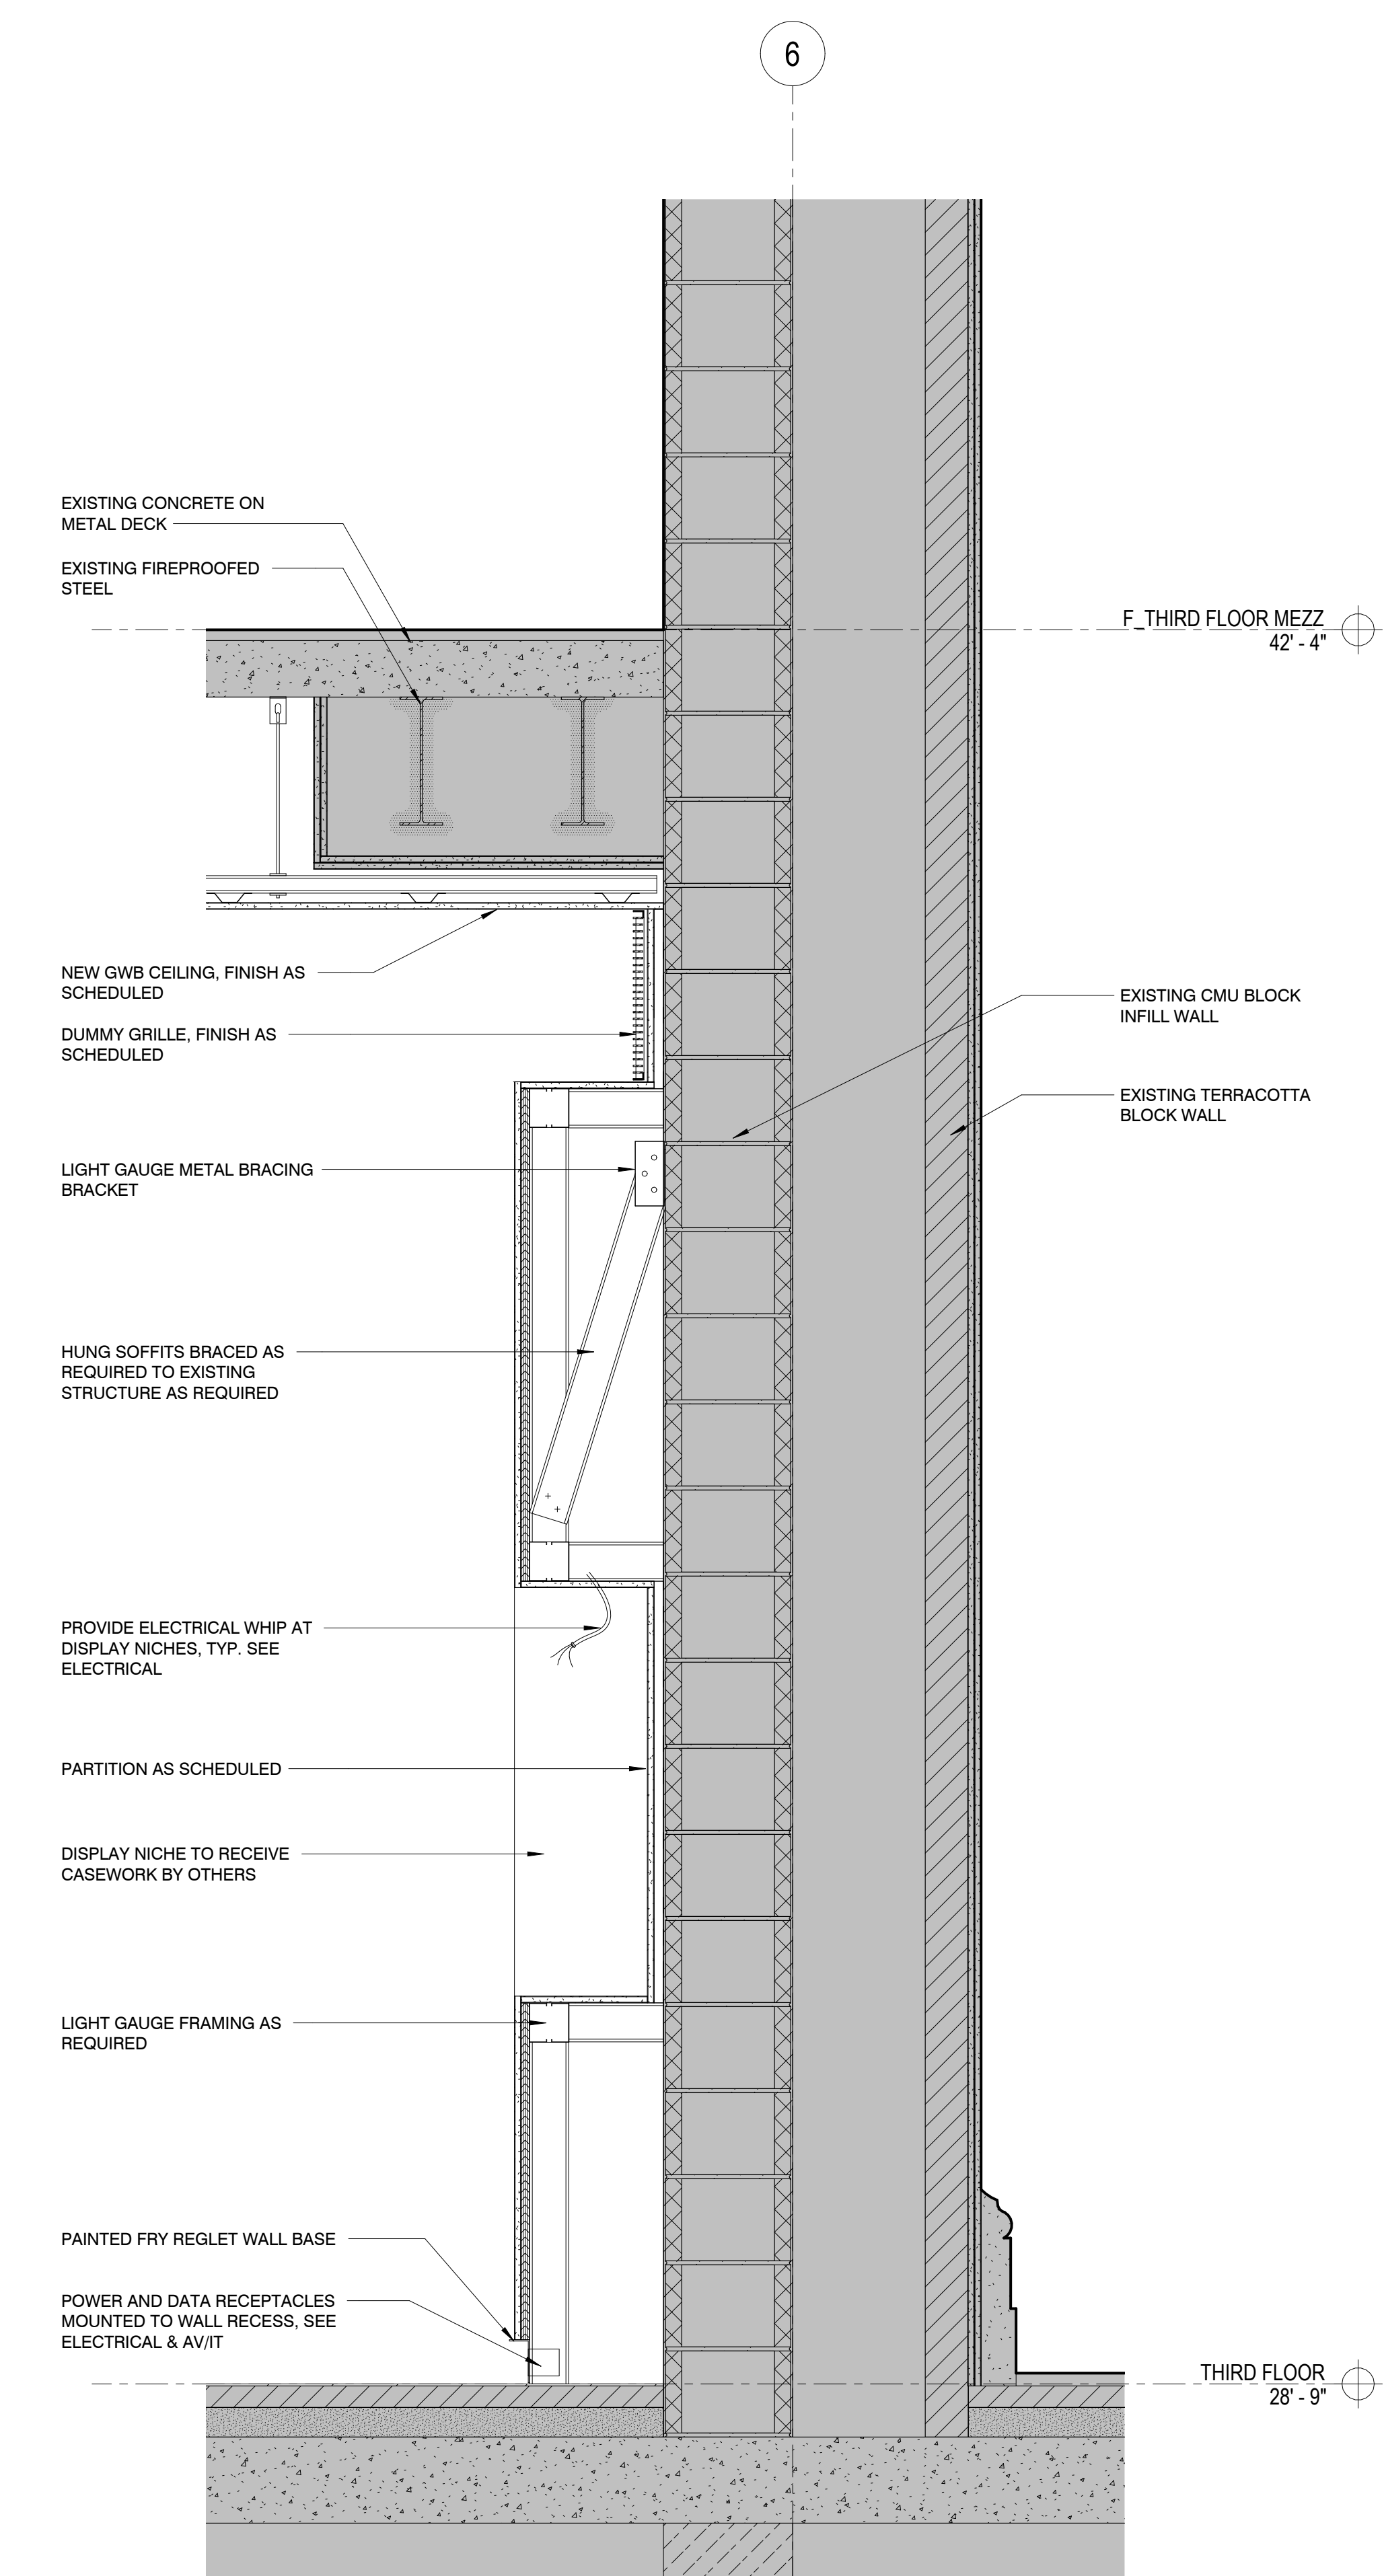 6
EXISTING CONCRETE ON
METAL DECK
EXISTING FIREPROOFED
STEEL
F_THIRD FLOOR MEZZ
42' - 4"
NEW GWB CEILING, FINISH AS
SCHEDULED
DUMMY GRILLE, FINISH AS
SCHEDULED
EXISTING CMU BLOCK
INFILL WALL
EXISTING TERRACOTTA
BLOCK WALL
LIGHT GAUGE METAL BRACING
BRACKET
HUNG SOFFITS BRACED AS
REQUIRED TO EXISTING
STRUCTURE AS REQUIRED
PROVIDE ELECTRICAL WHIP AT
DISPLAY NICHES, TYP. SEE
ELECTRICAL
PARTITION AS SCHEDULED
DISPLAY NICHE TO RECEIVE
CASEWORK BY OTHERS
LIGHT GAUGE FRAMING AS
REQUIRED
PAINTED FRY REGLET WALL BASE
POWER AND DATA RECEPTACLES
MOUNTED TO WALL RECESS, SEE
ELECTRICAL & AV/IT
THIRD FLOOR
28' - 9"